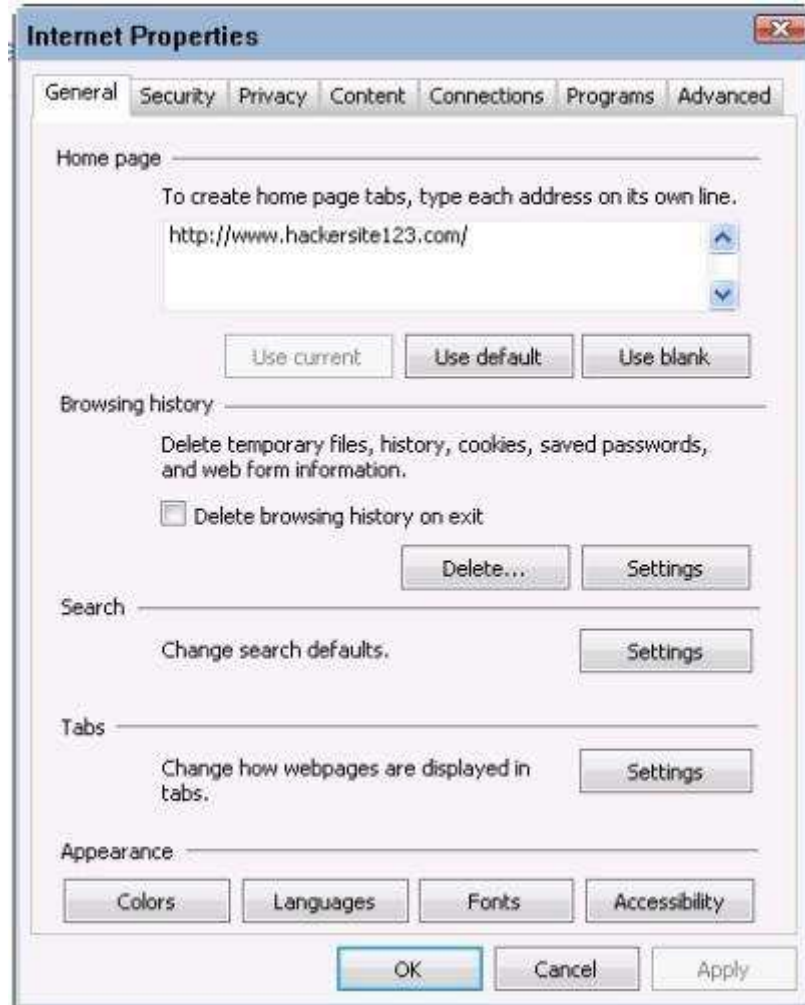 Internet Properties
General Security Privacy Content Connections Programs Advanced
Home page
To create home page tabs, type each address on its own line.
http://www.hackersite123.com/
Use current Use default Use blank
Browsing history
Delete temporary files, history, cookies, saved passwords,
and web form information.
Delete browsing history on exit
Delete... Settings
Search
Change search defaults. Settings
Tabs
Change how webpages are displayed in
tabs.
Settings
Appearance
Colors Languages Fonts Accessibility
OK Cancel Apply